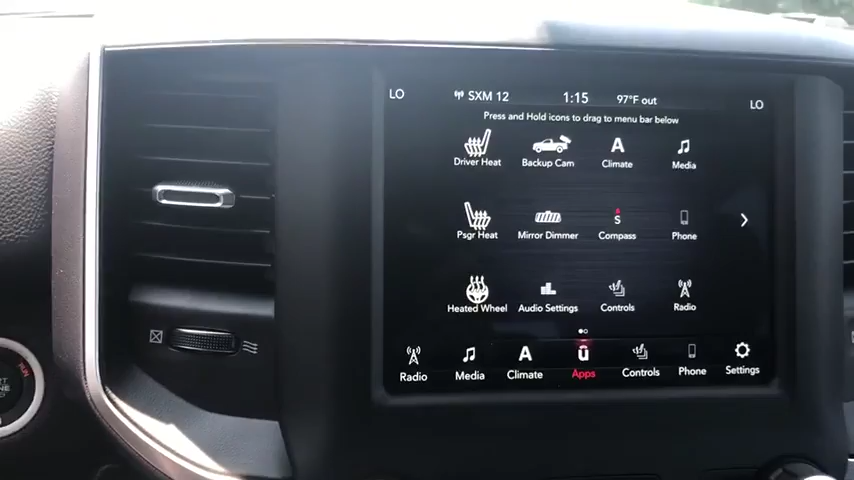 LO SXM 12 1:15 97°F out LO
Press and Hold icons to drag to menu bar below
A
Driver Heat Backup Cam Climate Media
S
Psgr Heat Mirror Dimmer Compass Phone
Heated Wheel Audio Settings Controls Radio
A û
Radio Media Climate Apps Controls Phone Settings
RUN